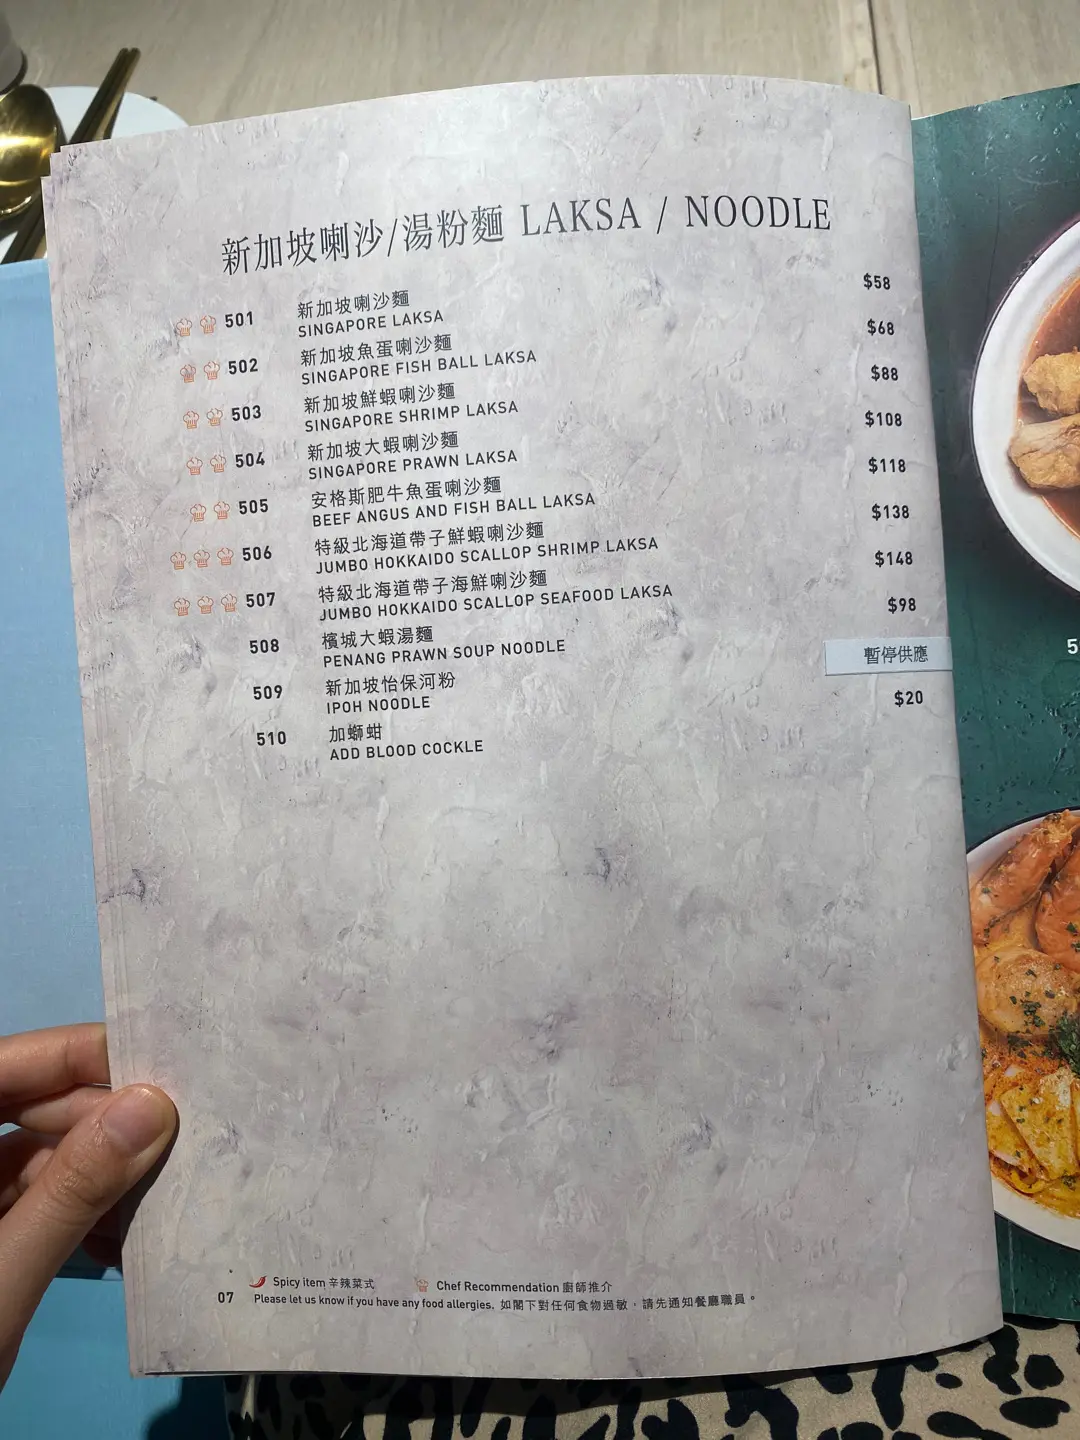 新加坡喇沙/湯粉麵 LAKSA / NOODLE
501 新加坡喇沙麵 $58
SINGAPORE LAKSA
502 新加坡魚蛋喇沙麵 $68
SINGAPORE FISH BALL LAKSA
503 新加坡鮮蝦喇沙麵 $88
SINGAPORE SHRIMP LAKSA
504 新加坡大蝦喇沙麵 $108
SINGAPORE PRAWN LAKSA
505 安格斯肥牛魚蛋喇沙麵 $118
BEEF ANGUS AND FISH BALL LAKSA
506 特級北海道帶子鮮蝦喇沙麵 $138
JUMBO HOKKAIDO SCALLOP SHRIMP LAKSA
507 特級北海道帶子海鮮喇沙麵 $148
JUMBO HOKKAIDO SCALLOP SEAFOOD LAKSA
508 檳城大蝦湯麵 $98
PENANG PRAWN SOUP NOODLE
509 新加坡怡保河粉 暫停供應
IPOH NOODLE
510 加螄蚶 $20
ADD BLOOD COCKLE
Spicy item 辛辣菜式 Chef Recommendation 廚師推介
07 Please let us know if you have any food allergies. 如閣下對任何食物過敏，請先通知餐廳職員。
5